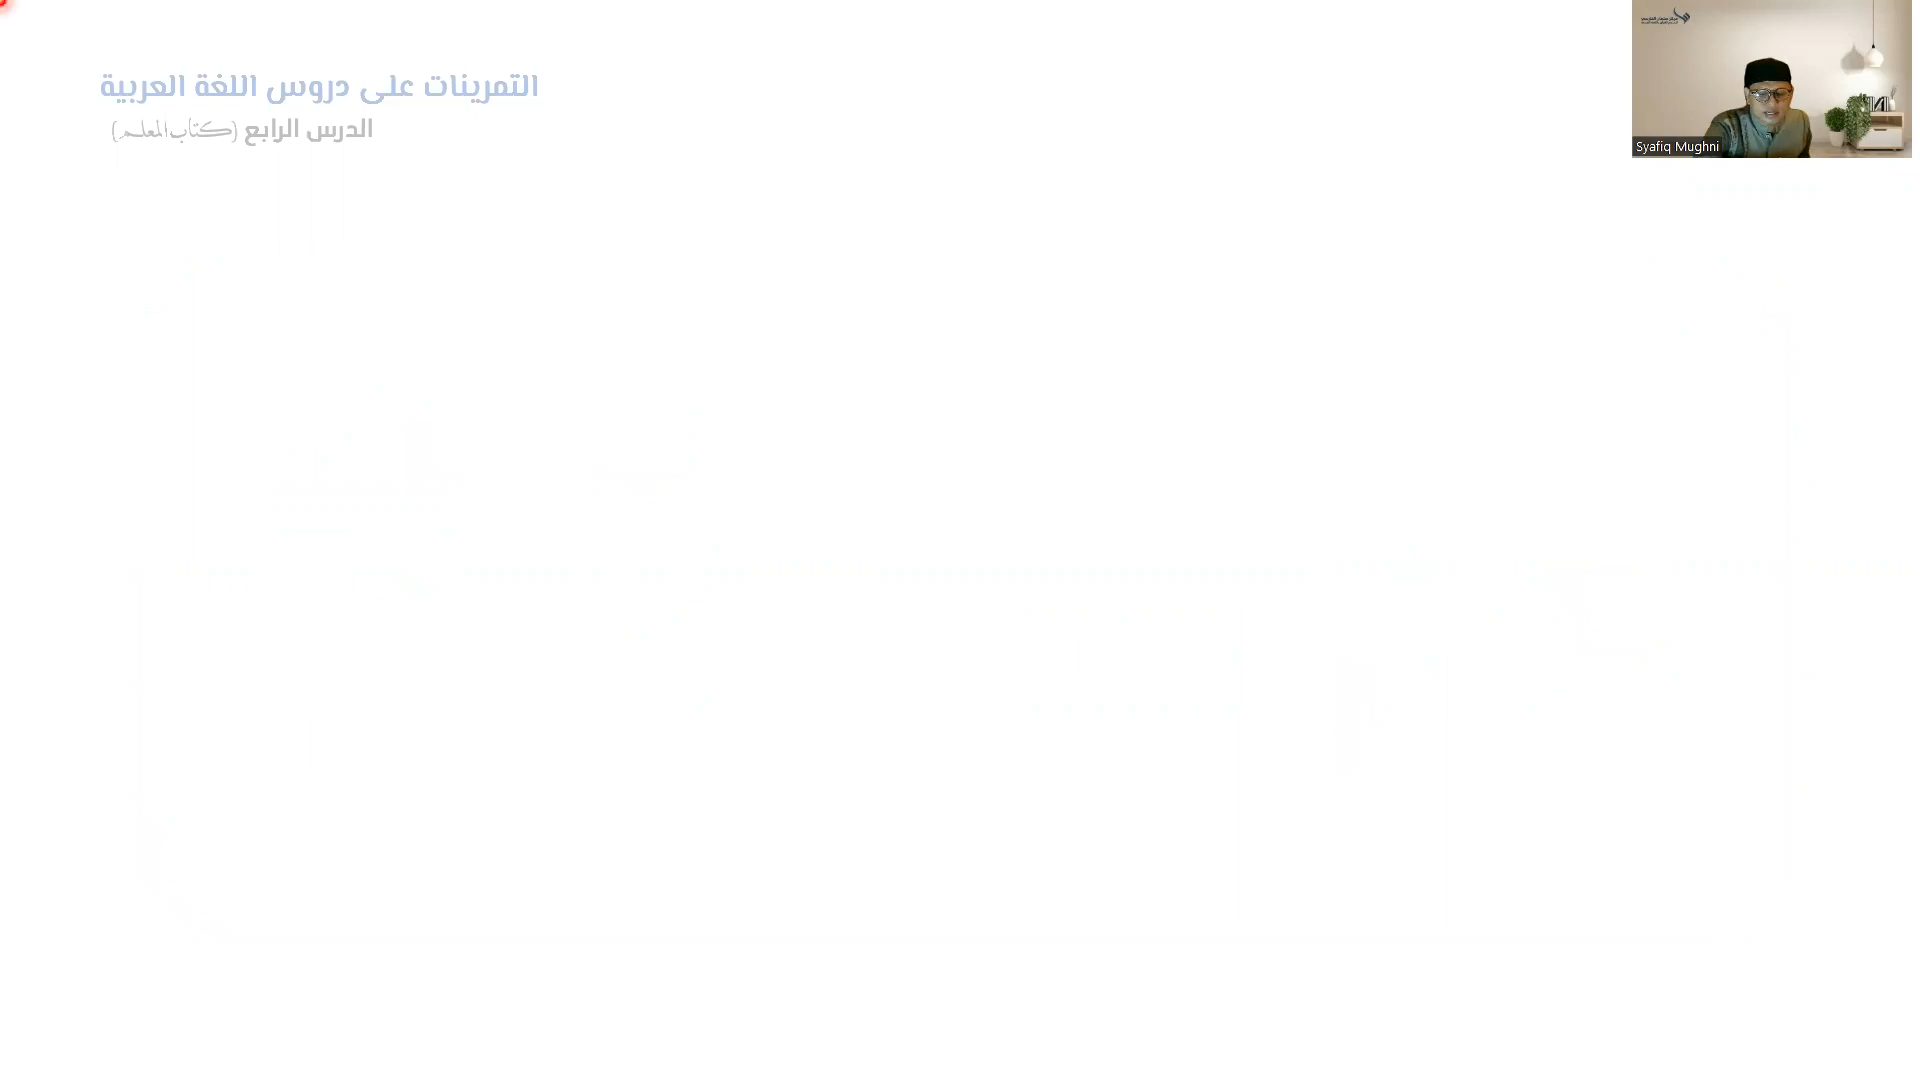 التمرينات على دروس اللغة العربية
الدرس الرابع (كتاب المعلم)
Syafiq Mughni